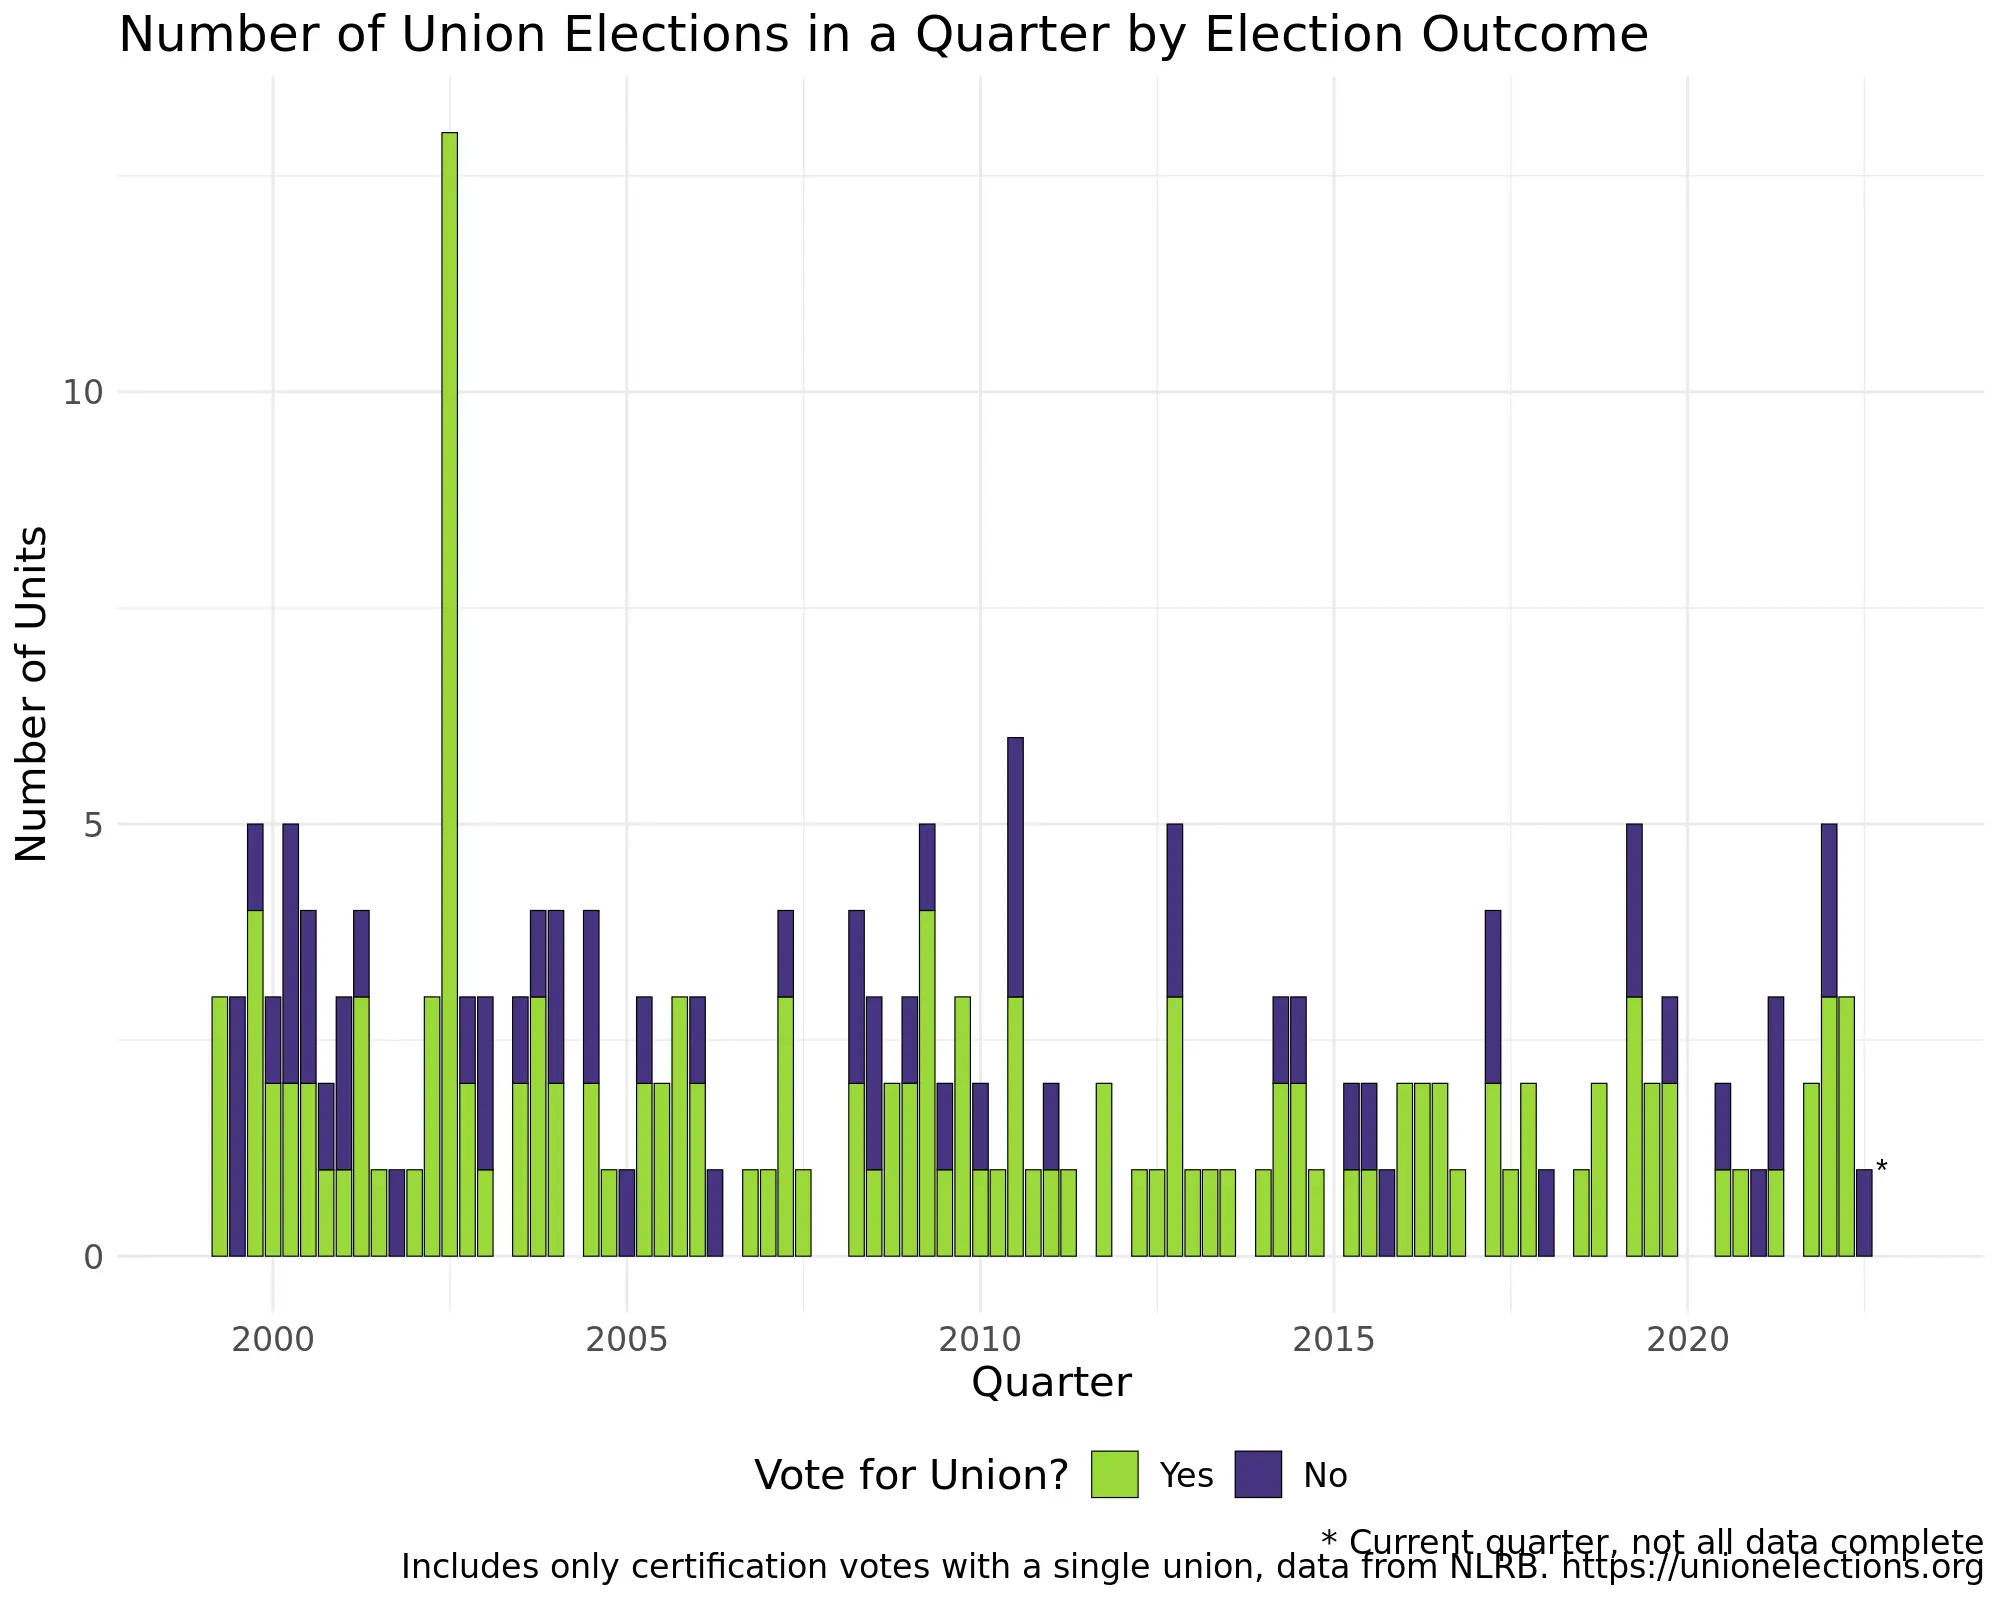 Number of Union Elections in a Quarter by Election Outcome
Number of Units
10
5
0
*
2000 2005 2010 2015 2020
Quarter
Vote for Union? Yes No
* Current quarter, not all data complete
Includes only certification votes with a single union, data from NLRB. https://unionelections.org